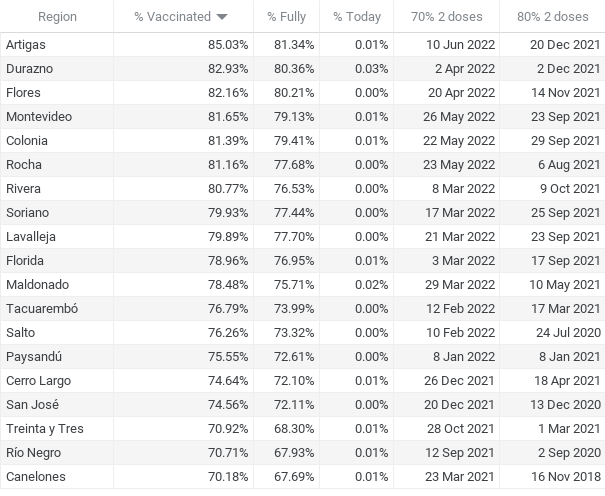 Region % Vaccinated % Fully % Today 70% 2 doses 80% 2 doses
Artigas 85.03% 81.34% 0.01% 10 Jun 2022 20 Dec 2021
Durazno 82.93% 80.36% 0.03% 2 Apr 2022 2 Dec 2021
Flores 82.16% 80.21% 0.00% 20 Apr 2022 14 Nov 2021
Montevideo 81.65% 79.13% 0.01% 26 May 2022 23 Sep 2021
Colonia 81.39% 79.41% 0.01% 22 May 2022 29 Sep 2021
Rocha 81.16% 77.68% 0.00% 23 May 2022 6 Aug 2021
Rivera 80.77% 76.53% 0.00% 8 Mar 2022 9 Oct 2021
Soriano 79.93% 77.44% 0.00% 17 Mar 2022 25 Sep 2021
Lavalleja 79.89% 77.70% 0.00% 21 Mar 2022 23 Sep 2021
Florida 78.96% 76.95% 0.01% 3 Mar 2022 17 Sep 2021
Maldonado 78.48% 75.71% 0.02% 29 Mar 2022 10 May 2021
Tacuarembó 76.79% 73.99% 0.00% 12 Feb 2022 17 Mar 2021
Salto 76.26% 73.32% 0.00% 10 Feb 2022 24 Jul 2020
Paysandú 75.55% 72.61% 0.00% 8 Jan 2022 8 Jan 2021
Cerro Largo 74.64% 72.10% 0.01% 26 Dec 2021 18 Apr 2021
San José 74.56% 72.11% 0.00% 20 Dec 2021 13 Dec 2020
Treinta y Tres 70.92% 68.30% 0.01% 28 Oct 2021 1 Mar 2021
Río Negro 70.71% 67.93% 0.01% 12 Sep 2021 2 Sep 2020
Canelones 70.18% 67.69% 0.01% 23 Mar 2021 16 Nov 2018